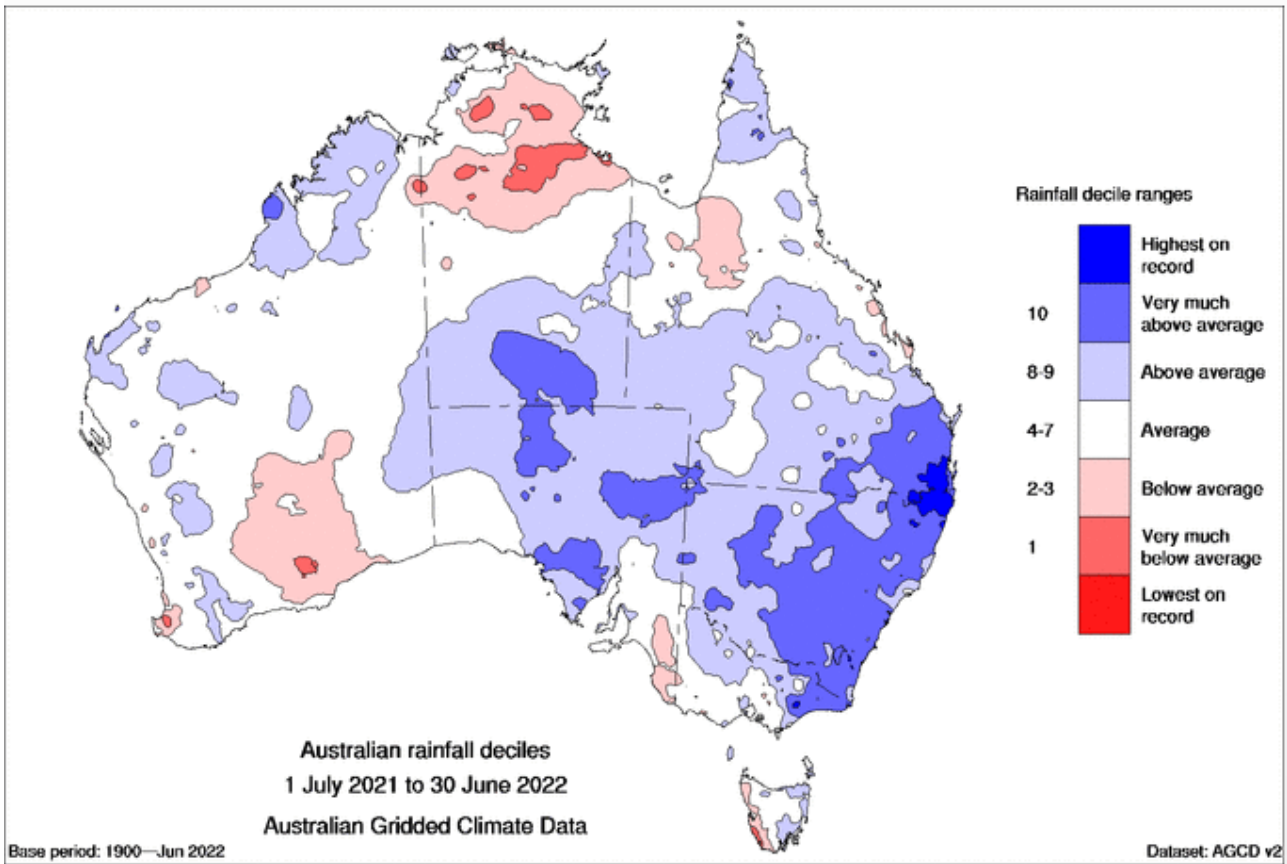 Rainfall decile ranges
Highest on
record
10
Very much
above average
8-9
Above average
4-7
Average
2-3
Below average
1
Very much
below average
Lowest on
record
Australian rainfall deciles
1 July 2021 to 30 June 2022
Australian Gridded Climate Data
Base period: 1900—Jun 2022
Dataset: AGCD v2